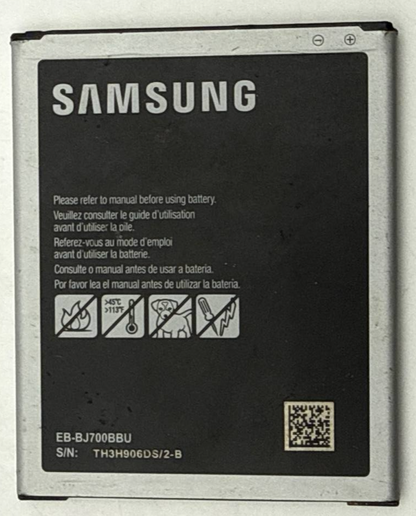 ⊖ ⊕
SAMSUNG
Please refer to manual before using battery.
Veuillez consulter le guide d'utilisation
avant d'utiliser la pile.
Referez-vous au mode d'emploi
avant d'utiliser la batterie.
Consulte o manual antes de usar a bateria.
Por favor lea el manual antes de utilizar la bateria.
>45°C
>113°F
EB-BJ700BBU
S/N: TH3H906DS/2-B